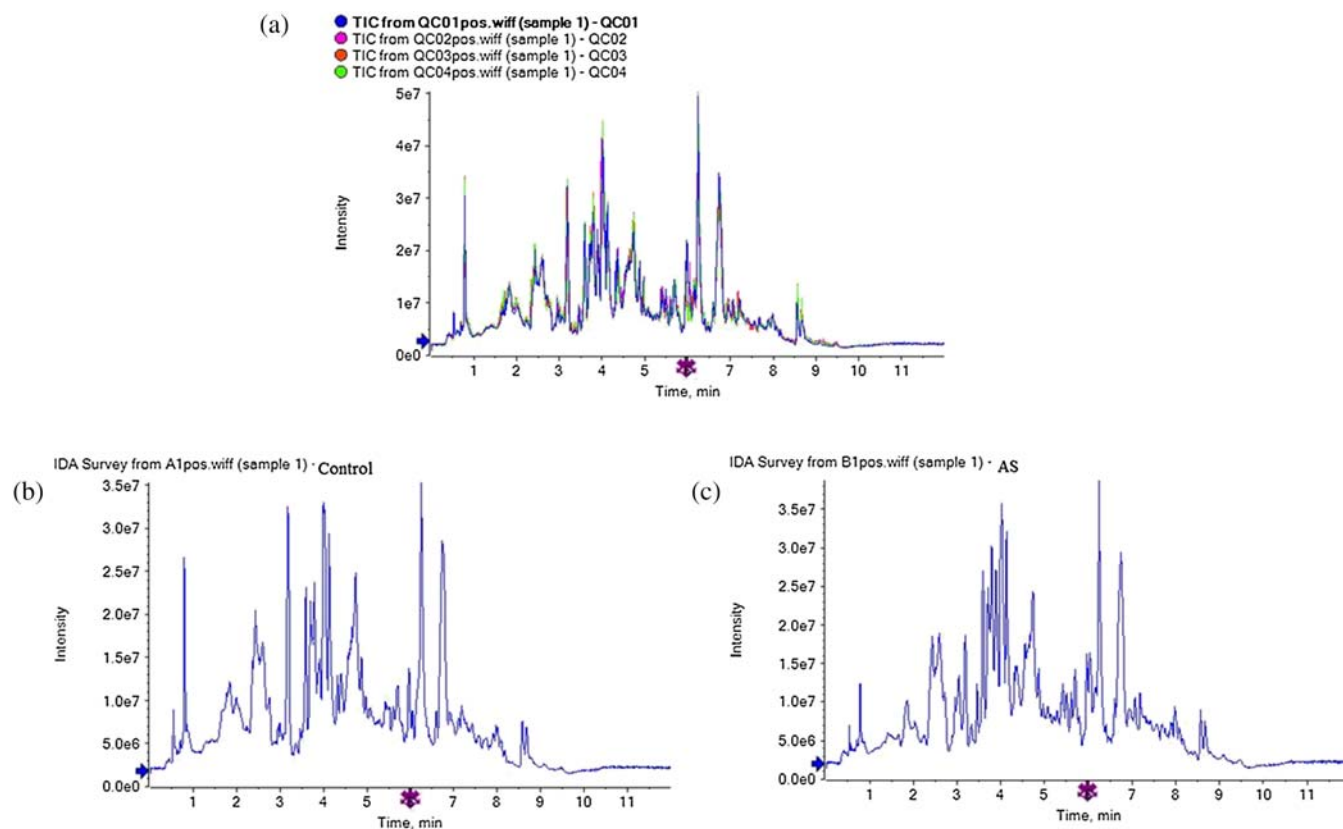 (a)
TIC from QC01pos.wiff (sample 1) - QC01
TIC from QC02pos.wiff (sample 1) - QC02
TIC from QC03pos.wiff (sample 1) - QC03
TIC from QC04pos.wiff (sample 1) - QC04
5e7
4e7
3e7
2e7
1e7
0e0
Intensity
1 2 3 4 5 7 8 9 10 11
Time, min
IDA Survey from A1pos.wiff (sample 1) - Control
(b)
3.5e7
3.0e7
2.5e7
2.0e7
1.5e7
1.0e7
5.0e6
0.0e0
Intensity
1 2 3 4 5 7 8 9 10 11
Time, min
IDA Survey from B1pos.wiff (sample 1) - AS
(c)
3.5e7
3.0e7
2.5e7
2.0e7
1.5e7
1.0e7
5.0e6
0.0e0
Intensity
1 2 3 4 5 7 8 9 10 11
Time, min